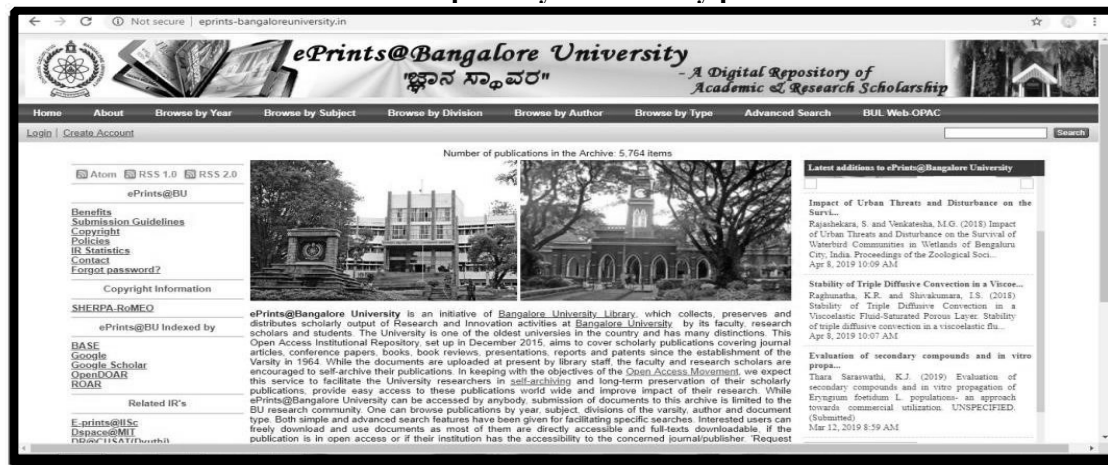 Not secure | eprints-bangaloreuniversity.in
ePrints@Bangalore University
"ಜ್ಞಾನ ಸ್ಥಾವರ"
- A Digital Repository of
Academic & Research Scholarship
Home About Browse by Year Browse by Subject Browse by Division Browse by Author Browse by Type Advanced Search BUL Web-OPAC
Login | Create Account
Search
Number of publications in the Archive: 5,764 items
Atom RSS 1.0 RSS 2.0
ePrints@BU
Benefits
Submission Guidelines
Copyright
Policies
IR Statistics
Contact
Forgot password?
Copyright Information
SHERPA-RoMEO
ePrints@BU Indexed by
BASE
Google
Google Scholar
OpenDOAR
ROAR
Related IR's
E-prints@IISc
Dspace@MIT
DR@CUSAT(Dyuthi)
ePrints@Bangalore University is an initiative of Bangalore University Library, which collects, preserves and
distributes scholarly output of Research and Innovation activities at Bangalore University by its faculty, research
scholars and students. The University is one of the oldest universies in the country and has many distinctions. This
Open Access Institutional Repository, set up in December 2015, aims to cover scholarly publications covering journal
articles, conference papers, books, book reviews, presentations, reports and patents since the establishment of the
Varsity in 1964. While the documents are uploaded at present by library staff, the faculty and research scholars are
encouraged to self-archive their publications. In keeping with the objectives of the Open Access Movement, we expect
this service to facilitate the University researchers in self-archiving and long-term preservation of their scholarly
publications, provide easy access to these publications world wide and improve impact of their research. While
ePrints@Bangalore University can be accessed by anybody, submission of documents to this archive is limited to the
BU research community. One can browse publications by year, subject, divisions of the varsity, author and document
type. Both simple and advanced search features have been given for facilitating specific searches. Interested users can
freely download and use documents as most of them are directly accessible and full-texts downloadable, if the
publication is in open access or if their institution has the accessibility to the concerned journal/publisher. "Request
Latest additions to ePrints@Bangalore University
Impact of Urban Threats and Disturbance on the
Survi...
Rajashekara, S. and Venkatesha, M.G. (2018) Impact
of Urban Threats and Disturbance on the Survival of
Waterbird Communities in Wetlands of Bengaluru
City, India. Proceedings of the Zoological Soci...
Apr 8, 2019 10:09 AM
Stability of Triple Diffusive Convection in a Viscoe...
Raghunatha, K.R. and Shivakumara, I.S. (2018)
Stability of Triple Diffusive Convection in a
Viscoelastic Fluid-Saturated Porous Layer. Stability
of triple diffusive convection in a viscoelastic flu...
Apr 8, 2019 10:07 AM
Evaluation of secondary compounds and in vitro
propa...
Thara Saraswathi, K.J. (2019) Evaluation of
secondary compounds and in vitro propagation of
Eryngium foetidum L. populations- an approach
towards commercial utilization. UNSPECIFIED.
(Submitted)
Mar 12, 2019 8:59 AM